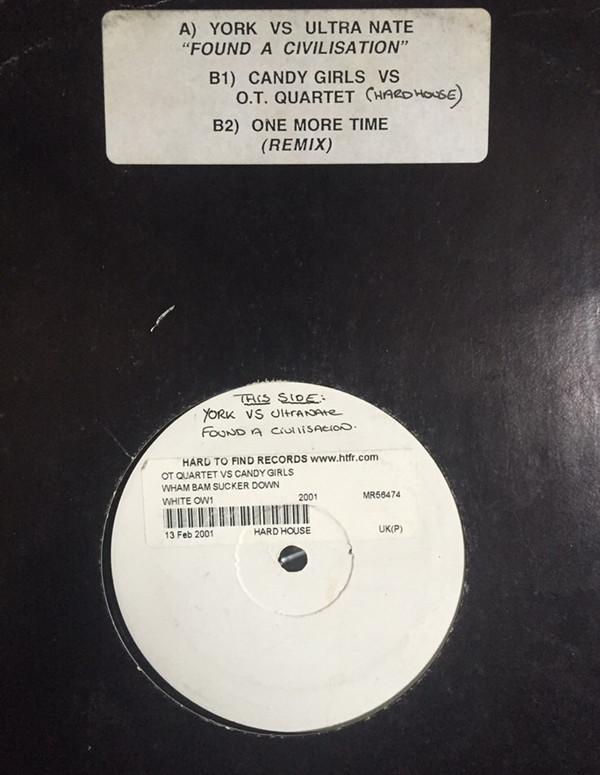 A) YORK VS ULTRA NATE
"FOUND A CIVILISATION"
B1) CANDY GIRLS VS
O.T. QUARTET (HARD HOUSE)
B2) ONE MORE TIME
(REMIX)
THIS SIDE:
YORK VS UltRANATE
FOUND A CIVIlISACION.
HARD TO FIND RECORDS www.htfr.com
OT QUARTET VS CANDY GIRLS
WHAM BAM SUCKER DOWN
WHITE OW1 2001 MR56474
13 Feb 2001 HARD HOUSE UK(P)